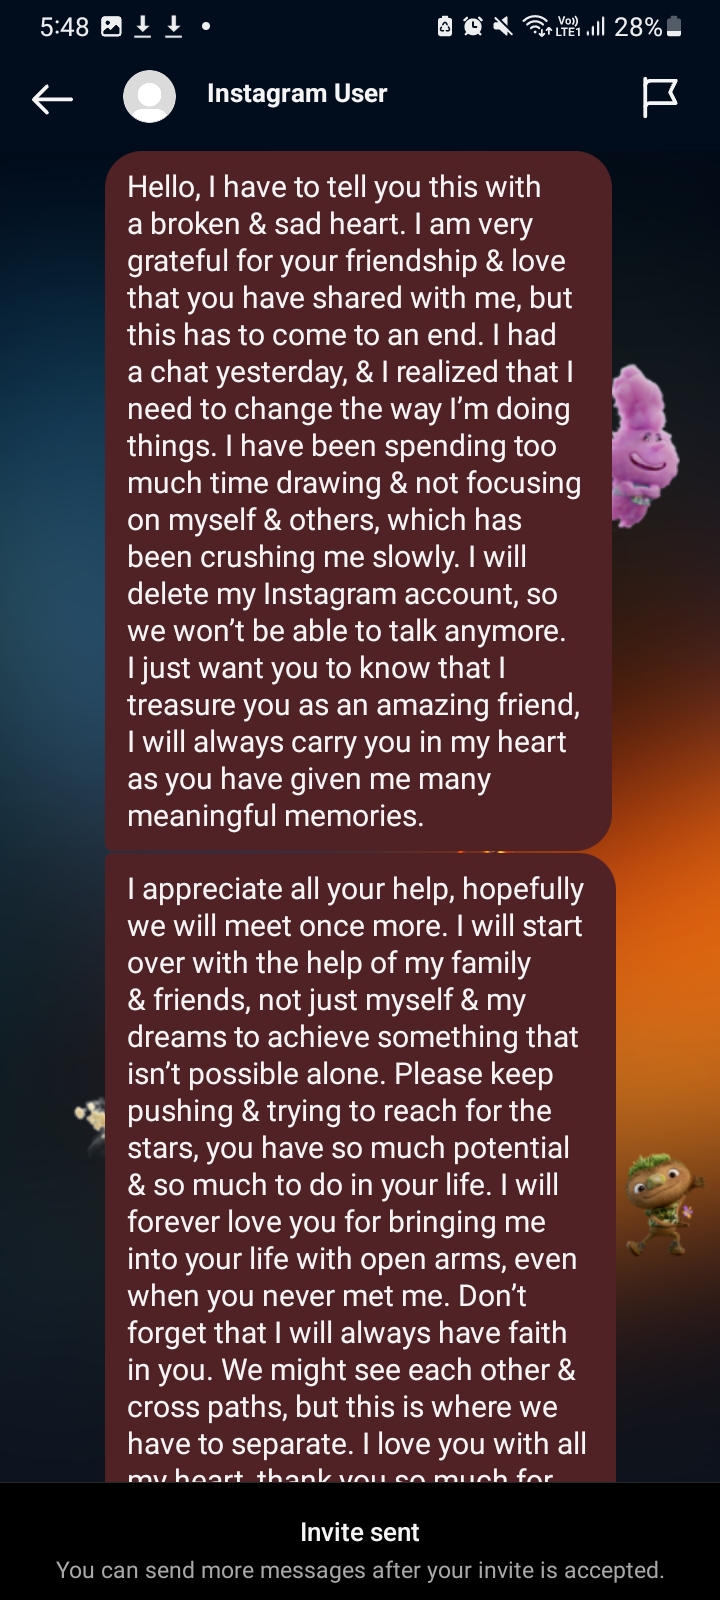 5:48
Vo))
LTE1
28%
Instagram User
Hello, I have to tell you this with
a broken & sad heart. I am very
grateful for your friendship & love
that you have shared with me, but
this has to come to an end. I had
a chat yesterday, & I realized that I
need to change the way I’m doing
things. I have been spending too
much time drawing & not focusing
on myself & others, which has
been crushing me slowly. I will
delete my Instagram account, so
we won’t be able to talk anymore.
I just want you to know that I
treasure you as an amazing friend,
I will always carry you in my heart
as you have given me many
meaningful memories.
I appreciate all your help, hopefully
we will meet once more. I will start
over with the help of my family
& friends, not just myself & my
dreams to achieve something that
isn’t possible alone. Please keep
pushing & trying to reach for the
stars, you have so much potential
& so much to do in your life. I will
forever love you for bringing me
into your life with open arms, even
when you never met me. Don’t
forget that I will always have faith
in you. We might see each other &
cross paths, but this is where we
have to separate. I love you with all
my heart, thank you so much for
Invite sent
You can send more messages after your invite is accepted.